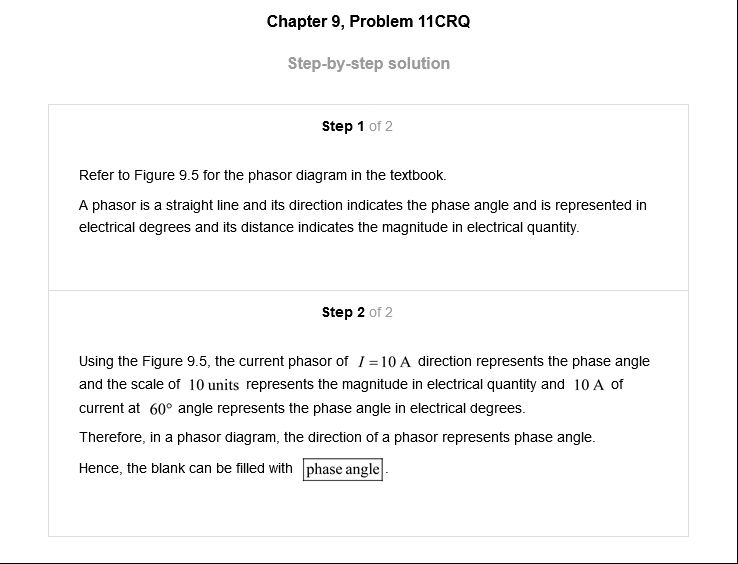 Chapter 9, Problem 11CRQ
Step-by-step solution
Step 1 of 2
Refer to Figure 9.5 for the phasor diagram in the textbook.
A phasor is a straight line and its direction indicates the phase angle and is represented in
electrical degrees and its distance indicates the magnitude in electrical quantity.
Step 2 of 2
Using the Figure 9.5, the current phasor of I = 10 A direction represents the phase angle
and the scale of 10 units represents the magnitude in electrical quantity and 10 A of
current at 60° angle represents the phase angle in electrical degrees.
Therefore, in a phasor diagram, the direction of a phasor represents phase angle.
Hence, the blank can be filled with phase angle.